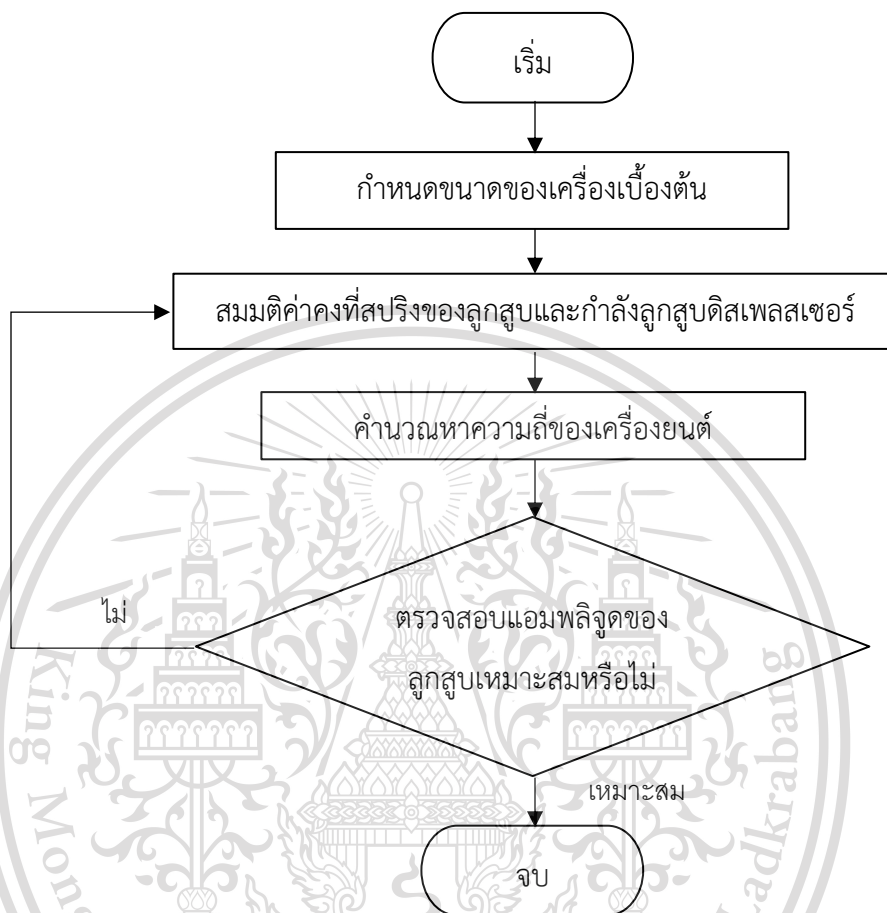 เริ่ม
กำหนดขนาดของเครื่องเบื้องต้น
สมมติค่าคงที่สปริงของลูกสูบและกำลังลูกสูบดิสเพลสเซอร์
คำนวณหาความถี่ของเครื่องยนต์
ไม่
ตรวจสอบแอมพลิจูดของ
ลูกสูบเหมาะสมหรือไม่
เหมาะสม
จบ
King Mong
Ladkrabang